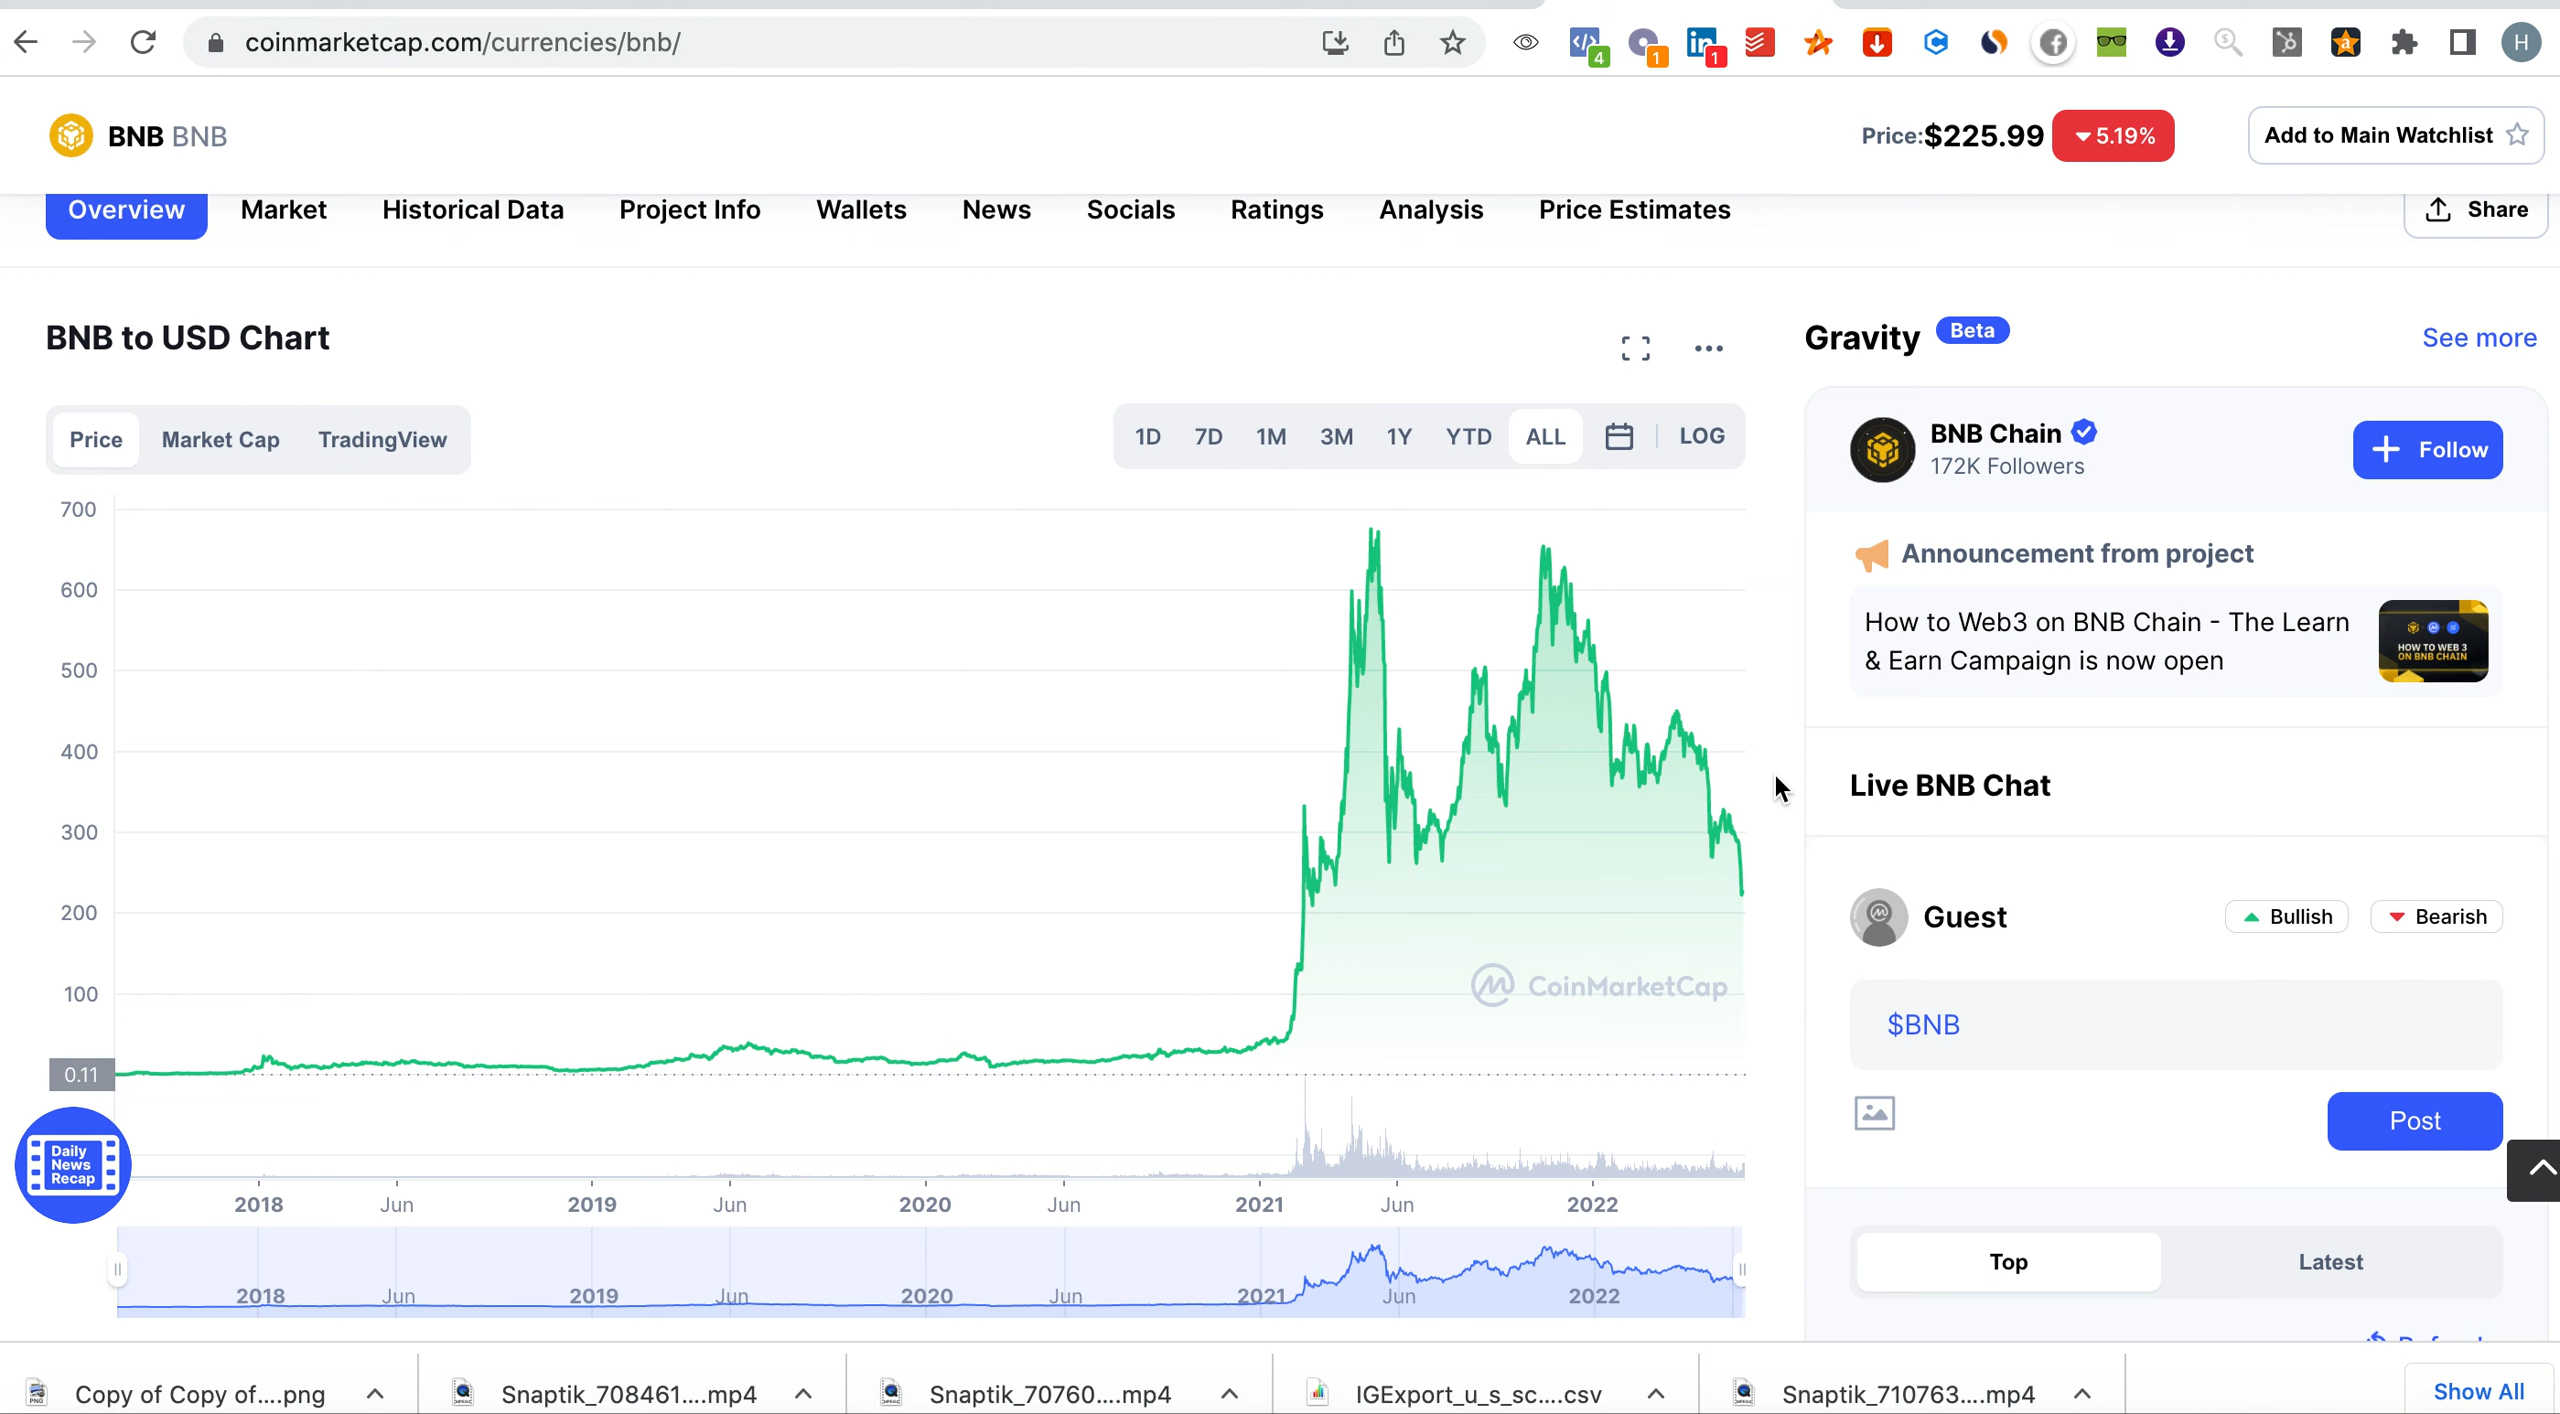 coinmarketcap.com/currencies/bnb/
4
1
in
1
a
H
BNB BNB
Price:$225.99
5.19%
Add to Main Watchlist
Overview
Market
Historical Data
Project Info
Wallets
News
Socials
Ratings
Analysis
Price Estimates
Share
BNB to USD Chart
Price
Market Cap
TradingView
1D
7D
1M
3M
1Y
YTD
ALL
LOG
700
600
500
400
300
200
100
0.11
CoinMarketCap
2018
Jun
2019
Jun
2020
Jun
2021
Jun
2022
2018
Jun
2019
Jun
2020
Jun
2021
Jun
2022
Daily
News
Recap
Gravity
Beta
See more
BNB Chain
172K Followers
Follow
Announcement from project
How to Web3 on BNB Chain - The Learn
& Earn Campaign is now open
HOW TO WEB 3
ON BNB CHAIN
Live BNB Chat
Guest
Bullish
Bearish
$BNB
Post
Top
Latest
Copy of Copy of....png
Snaptik_708461....mp4
Snaptik_70760....mp4
IGExport_u_s_sc....csv
Snaptik_710763....mp4
Show All